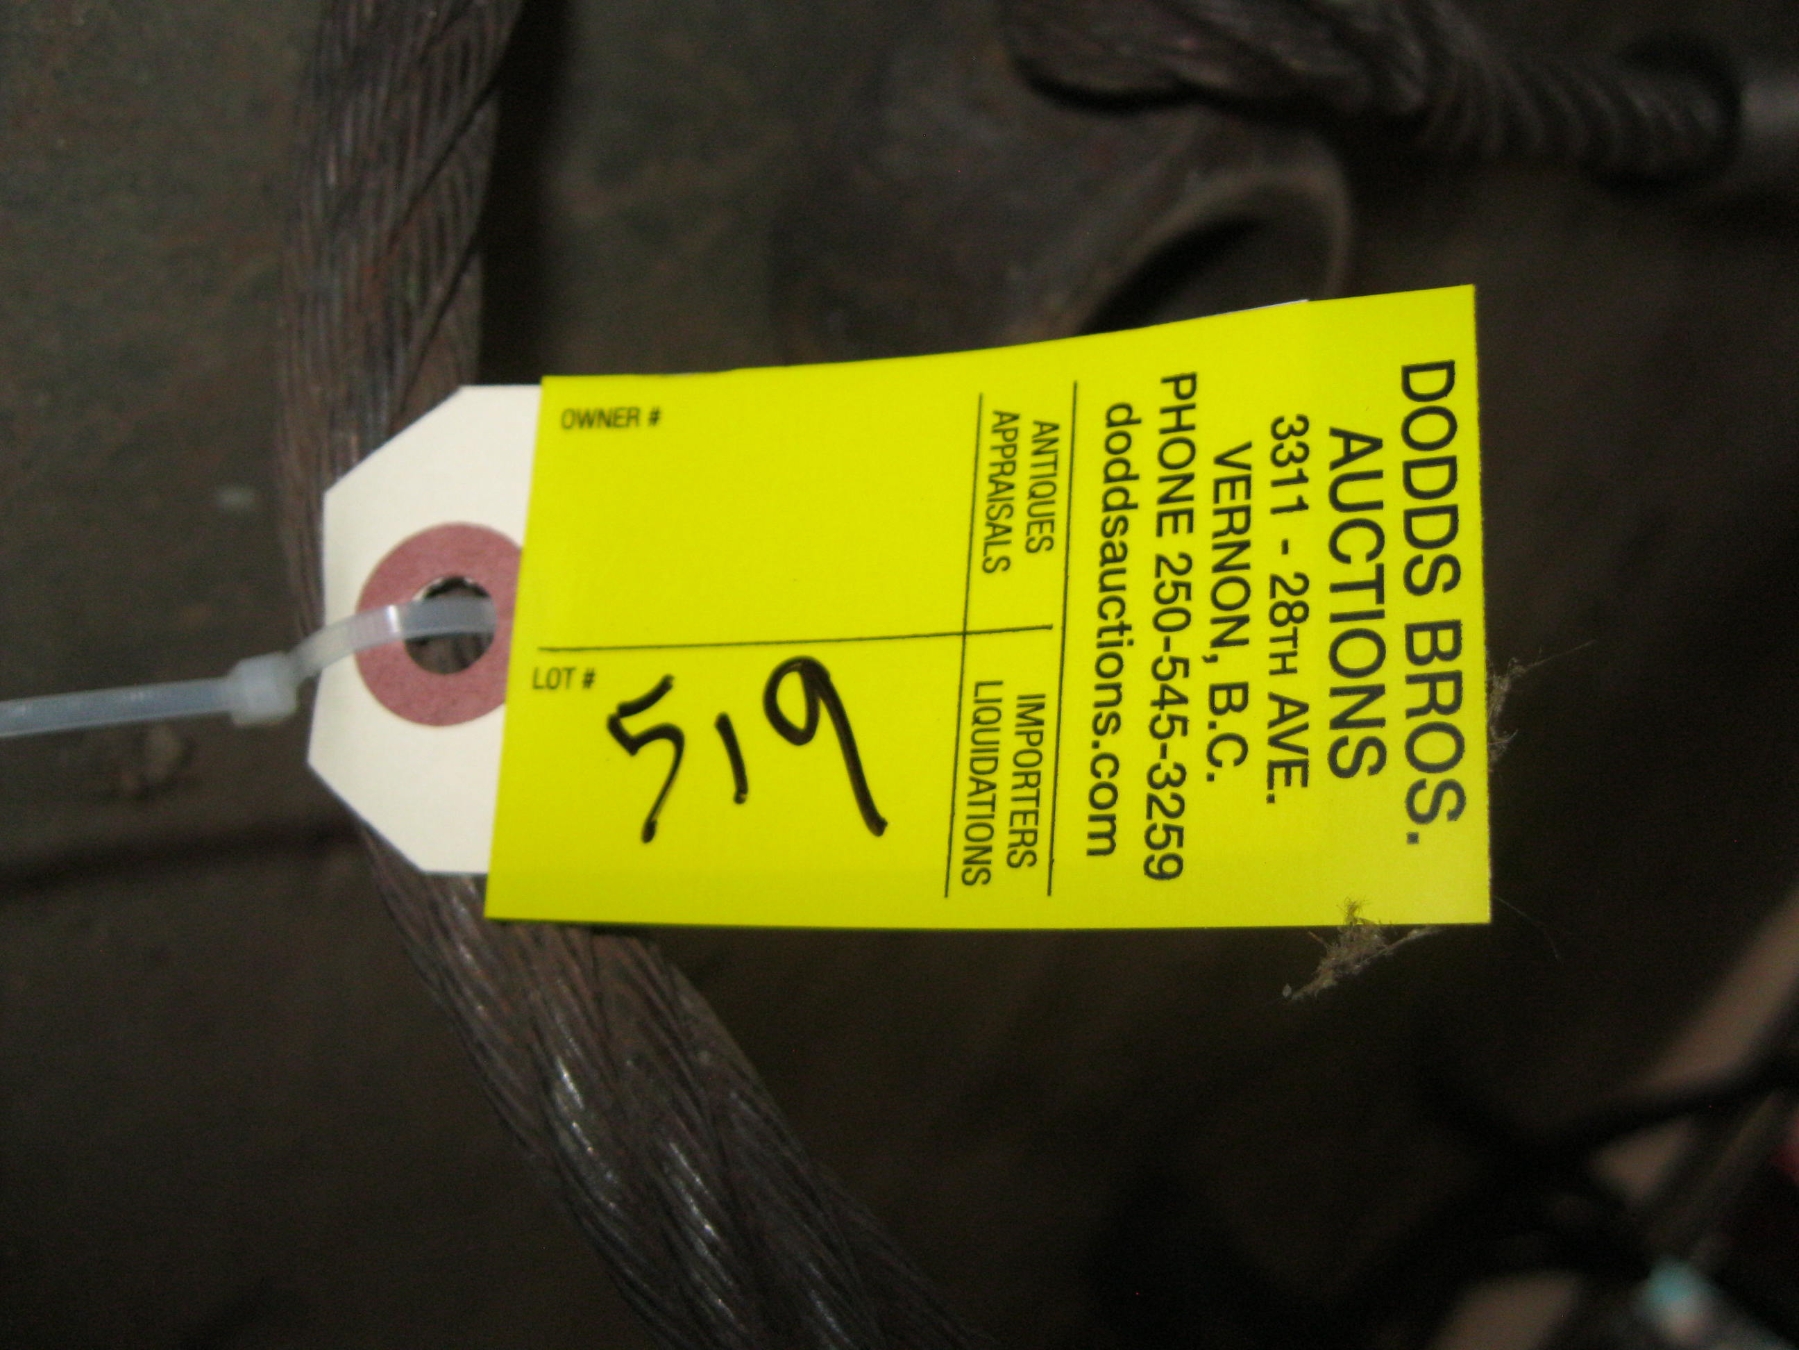 DODDS BROS.
AUCTIONS
3311 - 28TH AVE.
VERNON, B.C.
PHONE 250-545-3259
doddsauctions.com
ANTIQUES IMPORTERS
APPRAISALS LIQUIDATIONS
OWNER #
LOT #
519